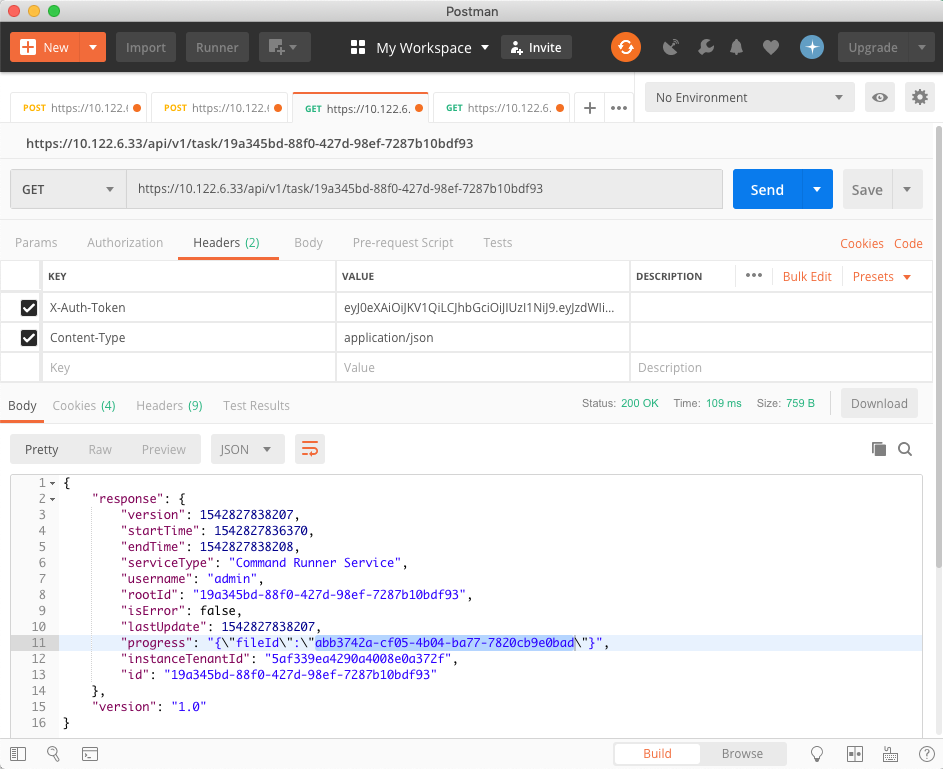 Postman
New
Import
Runner
My Workspace
Invite
Upgrade
POST https://10.122.6.
POST https://10.122.6.
GET https://10.122.6.
GET https://10.122.6.
No Environment
https://10.122.6.33/api/v1/task/19a345bd-88f0-427d-98ef-7287b10bdf93
GET https://10.122.6.33/api/v1/task/19a345bd-88f0-427d-98ef-7287b10bdf93 Send Save
Params Authorization Headers (2) Body Pre-request Script Tests Cookies Code
KEY VALUE DESCRIPTION ••• Bulk Edit Presets
X-Auth-Token eyJ0eXAiOiJKV1QiLCJhbGciOiJIUzI1NiJ9.eyJzdWIi...
Content-Type application/json
Key Value Description
Body Cookies (4) Headers (9) Test Results Status: 200 OK Time: 109 ms Size: 759 B Download
Pretty Raw Preview JSON
1 {
2 "response": {
3 "version": 1542827838207,
4 "startTime": 1542827836370,
5 "endTime": 1542827838208,
6 "serviceType": "Command Runner Service",
7 "username": "admin",
8 "rootId": "19a345bd-88f0-427d-98ef-7287b10bdf93",
9 "isError": false,
10 "lastUpdate": 1542827838207,
11 "progress": "{\"fileId\":\"abb3742a-cf05-4b04-ba77-7820cb9e0bad\"}",
12 "instanceTenantId": "5af339ea4290a4008e0a372f",
13 "id": "19a345bd-88f0-427d-98ef-7287b10bdf93"
14 },
15 "version": "1.0"
16 }
Build Browse